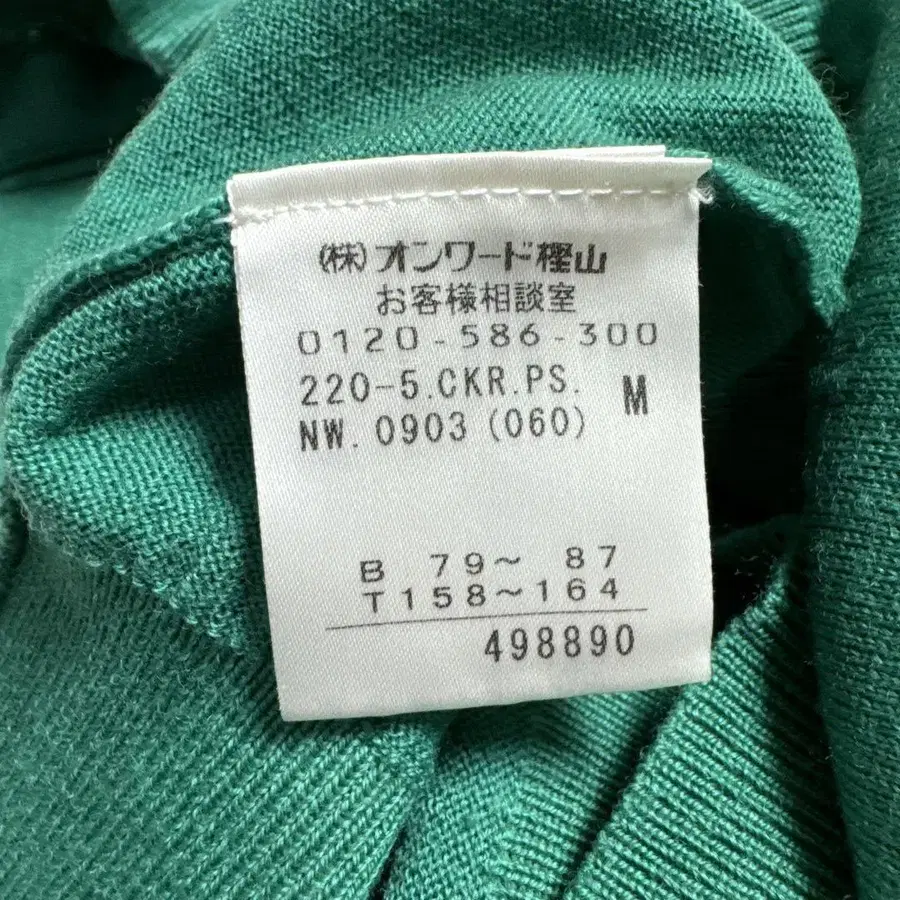 (株)オンワード樫山
お客様相談室
0120-586-300
220-5.CKR.PS. M
NW. 0903 (060)
B 79～ 87
T 158～164
498890